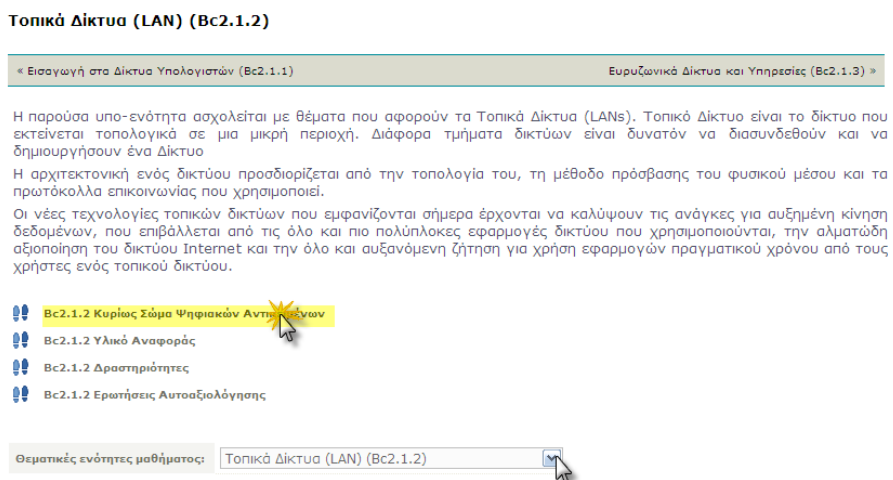 Τοπικά Δίκτυα (LAN) (Bc2.1.2)
« Εισαγωγή στα Δίκτυα Υπολογιστών (Bc2.1.1)
Ευρυζωνικά Δίκτυα και Υπηρεσίες (Bc2.1.3) »
Η παρούσα υπο-ενότητα ασχολείται με θέματα που αφορούν τα Τοπικά Δίκτυα (LANs). Τοπικό Δίκτυο είναι το δίκτυο που
εκτείνεται τοπολογικά σε μια μικρή περιοχή. Διάφορα τμήματα δικτύων είναι δυνατόν να διασυνδεθούν και να
δημιουργήσουν ένα Δίκτυο
Η αρχιτεκτονική ενός δικτύου προσδιορίζεται από την τοπολογία του, τη μέθοδο πρόσβασης του φυσικού μέσου και τα
πρωτόκολλα επικοινωνίας που χρησιμοποιεί.
Οι νέες τεχνολογίες τοπικών δικτύων που εμφανίζονται σήμερα έρχονται να καλύψουν τις ανάγκες για αυξημένη κίνηση
δεδομένων, που επιβάλλεται από τις όλο και πιο πολύπλοκες εφαρμογές δικτύου που χρησιμοποιούνται, την αλματώδη
αξιοποίηση του δικτύου Internet και την όλο και αυξανόμενη ζήτηση για χρήση εφαρμογών πραγματικού χρόνου από τους
χρήστες ενός τοπικού δικτύου.
Bc2.1.2 Κυρίως Σώμα Ψηφιακών
Bc2.1.2 Υλικό Αναφοράς
Bc2.1.2 Δραστηριότητες
Bc2.1.2 Ερωτήσεις Αυτοαξιολόγησης
Θεματικές ενότητες μαθήματος:
Τοπικά Δίκτυα (LAN) (Bc2.1.2)